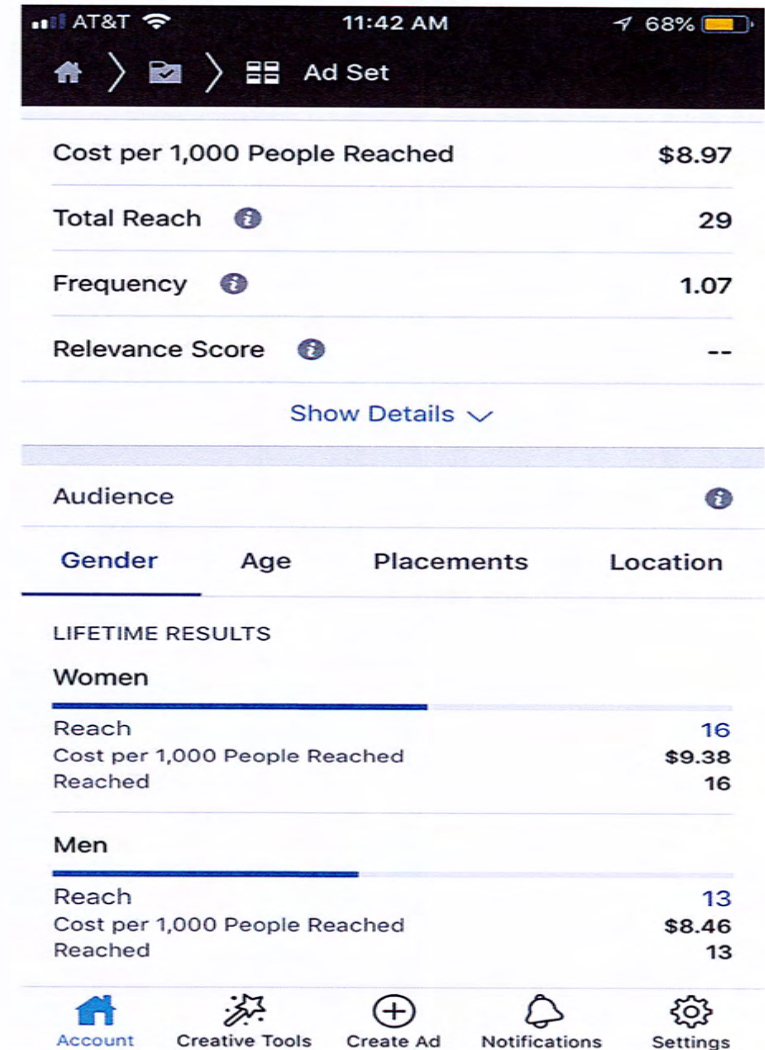 AT&T 11:42 AM 68%
Ad Set
Cost per 1,000 People Reached $8.97
Total Reach 29
Frequency 1.07
Relevance Score --
Show Details
Audience
Gender Age Placements Location
LIFETIME RESULTS
Women
Reach 16
Cost per 1,000 People Reached $9.38
Reached 16
Men
Reach 13
Cost per 1,000 People Reached $8.46
Reached 13
Account Creative Tools Create Ad Notifications Settings